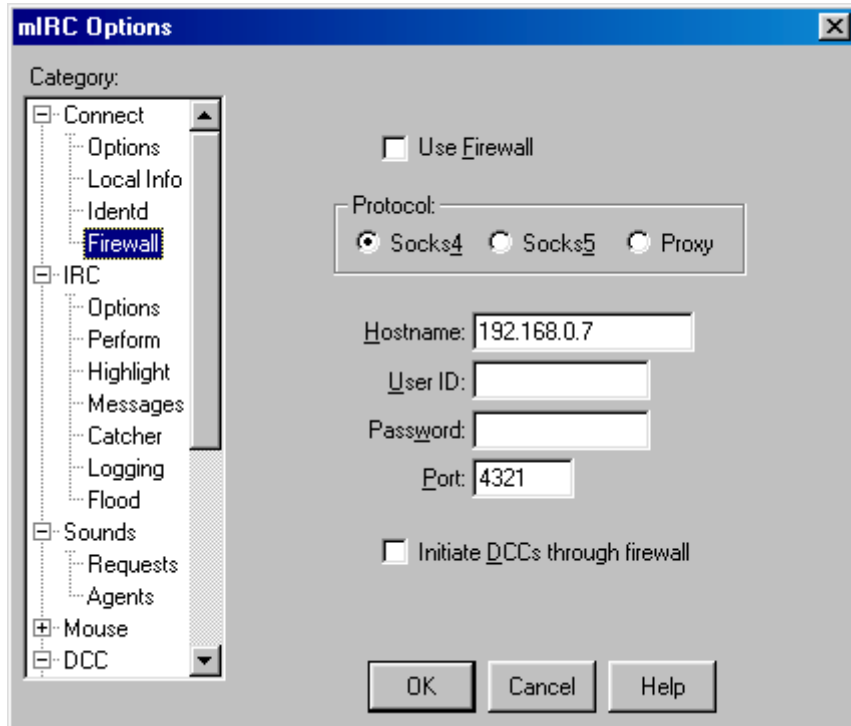 mIRC Options
Category:
Connect
Options
Local Info
Identd
Firewall
IRC
Options
Perform
Highlight
Messages
Catcher
Logging
Flood
Sounds
Requests
Agents
Mouse
DCC
Use Firewall
Protocol:
Socks4 Socks5 Proxy
Hostname: 192.168.0.7
User ID:
Password:
Port: 4321
Initiate DCCs through firewall
OK Cancel Help